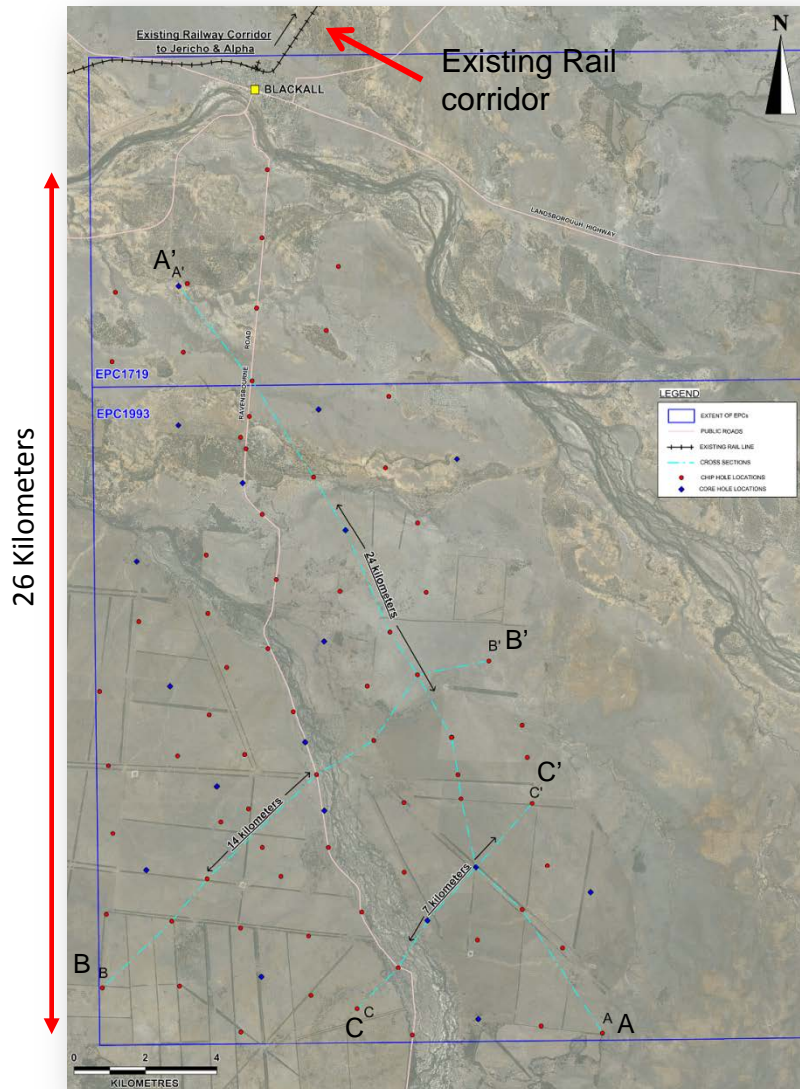 Existing Railway Corridor
to Jericho & Alpha
Existing Rail
corridor
N
BLACKALL
LANDSBOROUGH HIGHWAY
A'
A'
RAVENSBOURNE ROAD
EPC1719
EPC1993
LEGEND
EXTENT OF EPCs
PUBLIC ROADS
EXISTING RAIL LINE
CROSS SECTIONS
CHIP HOLE LOCATIONS
CORE HOLE LOCATIONS
26 Kilometers
24 kilometers
B' B'
C'
C'
14 kilometers
7 kilometers
B B
C
C
A A
0 2 4
KILOMETRES